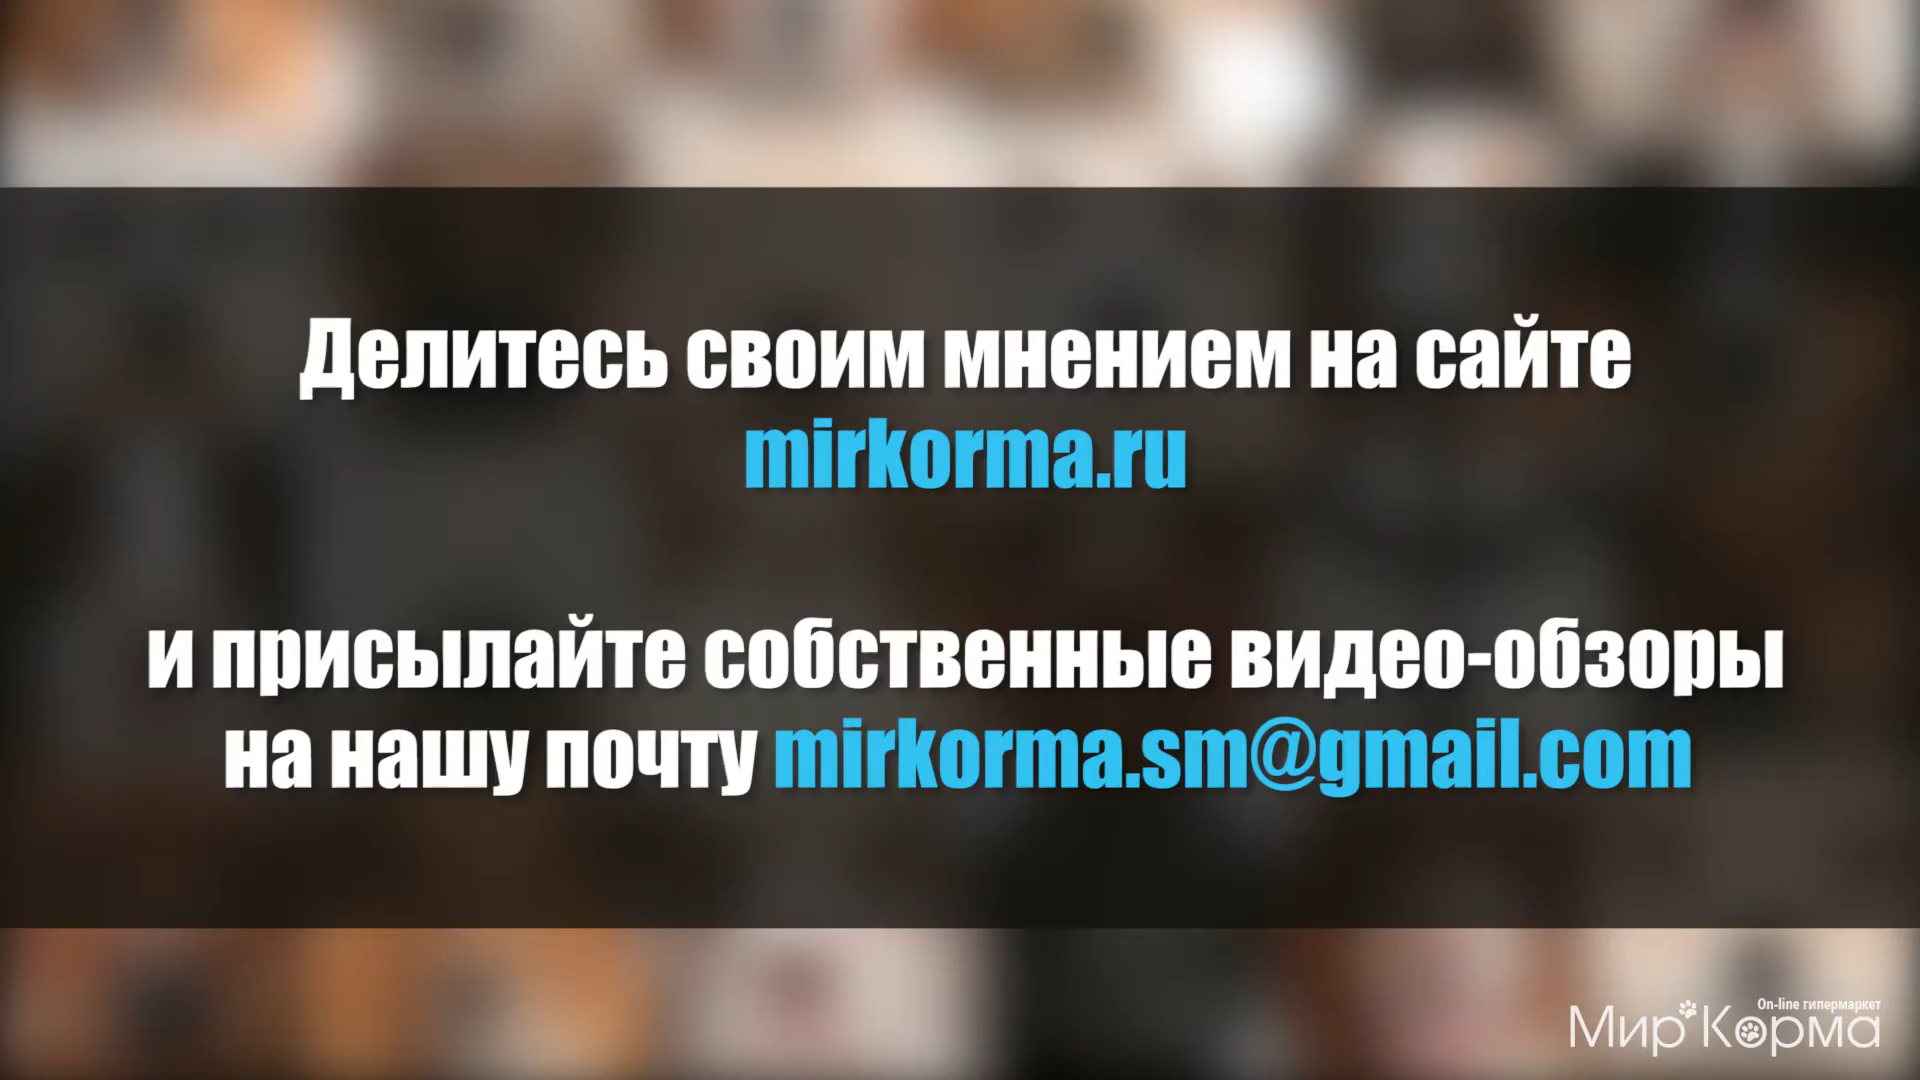 Делитесь своим мнением на сайте
mirkorma.ru
и присылайте собственные видео-обзоры
на нашу почту mirkorma.sm@gmail.com
On-line гипермаркет
Мир Корма